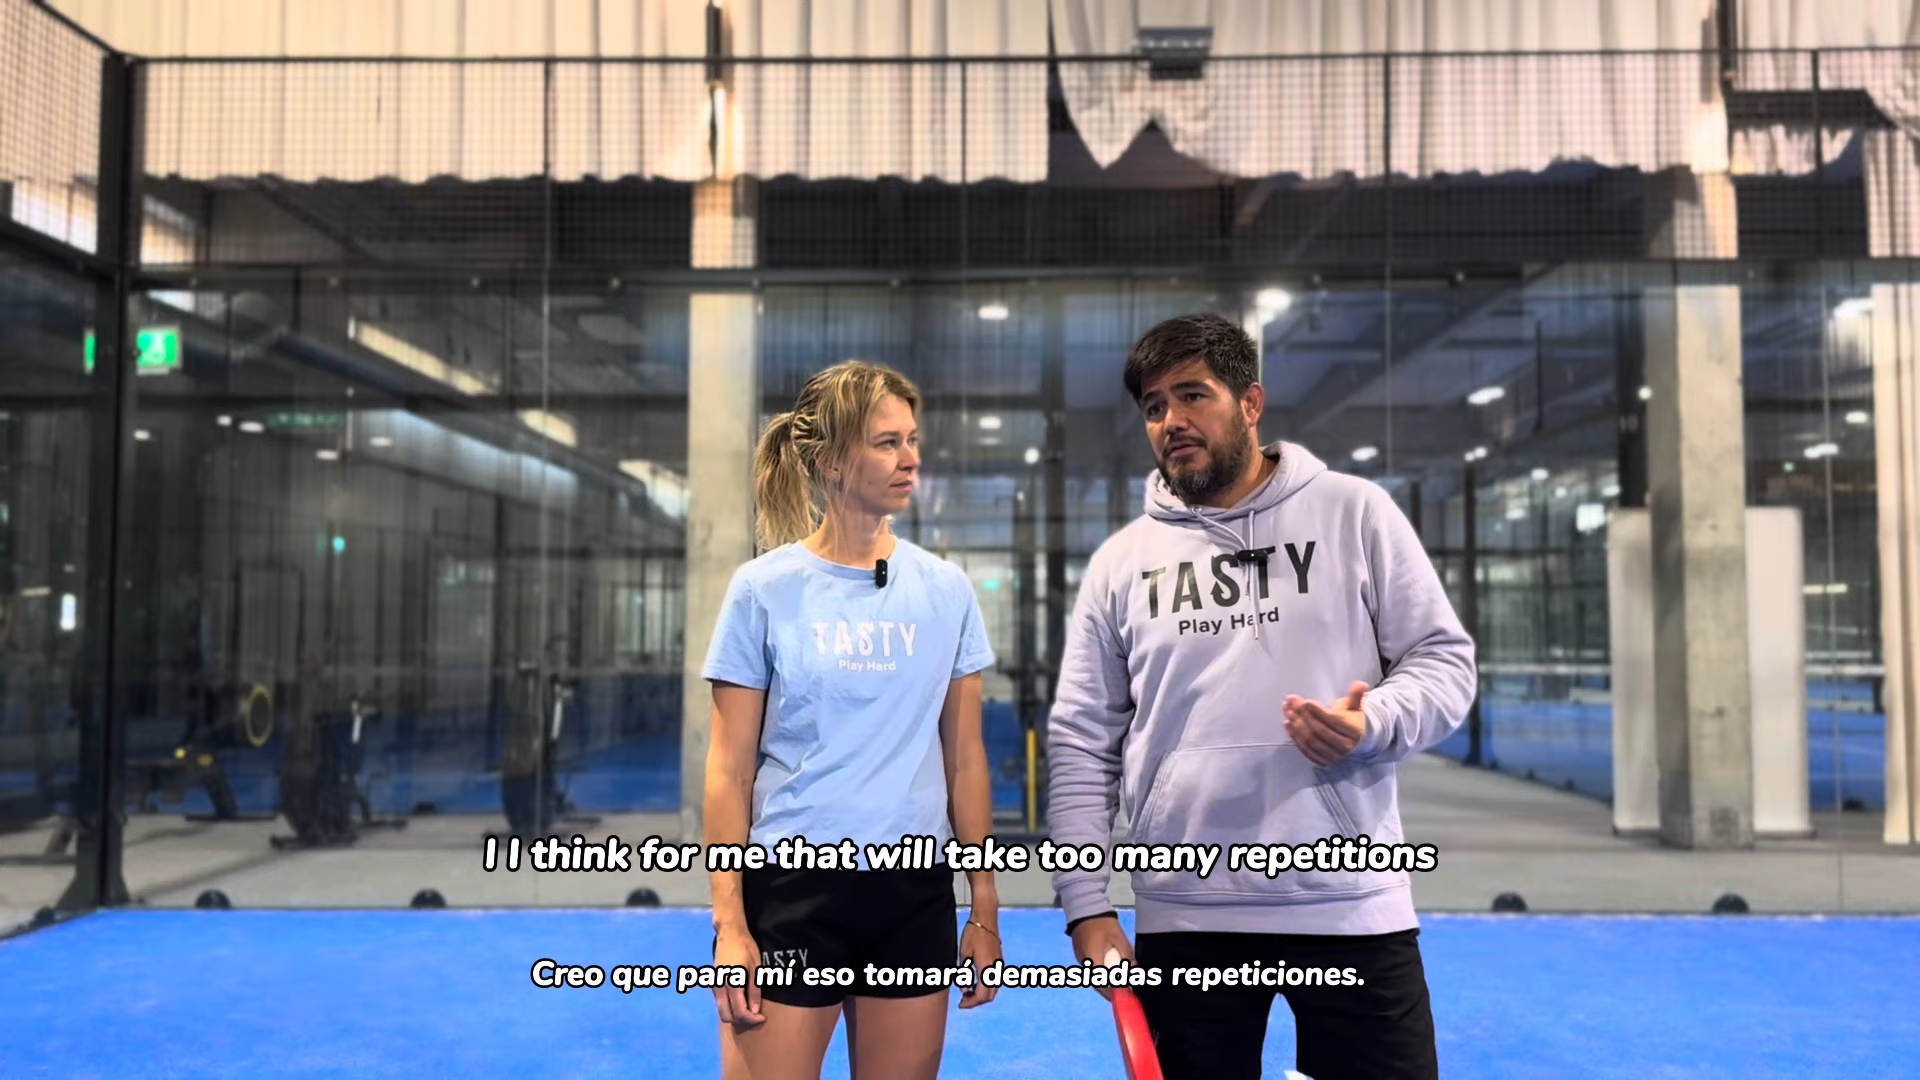 TASTY
Play Hard
TASTY
Play Hard
I I think for me that will take too many repetitions
TASTY
Creo que para mí eso tomará demasiadas repeticiones.